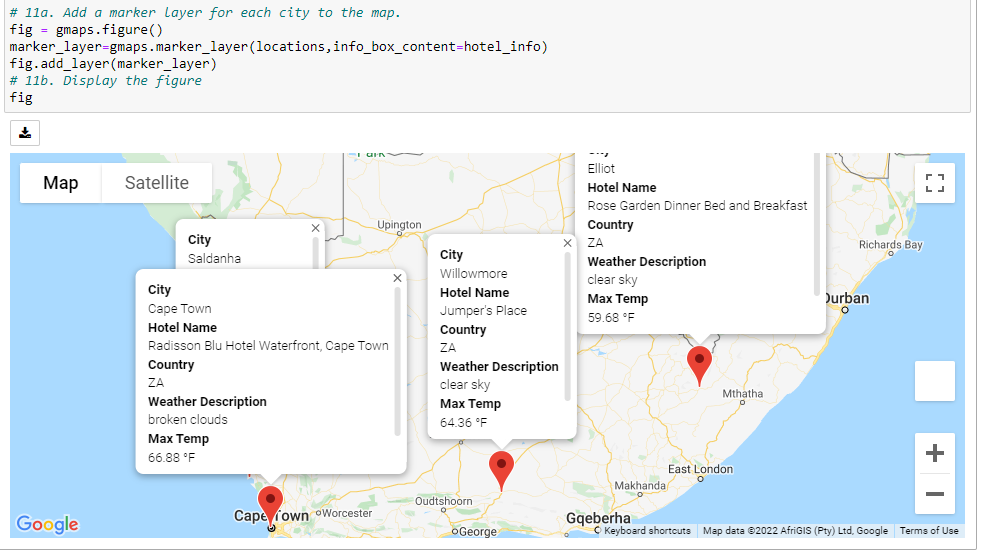 # 11a. Add a marker layer for each city to the map.
fig = gmaps.figure()
marker_layer=gmaps.marker_layer(locations,info_box_content=hotel_info)
fig.add_layer(marker_layer)
# 11b. Display the figure
fig
Map
Satellite
Upington
Richards Bay
Durban
Mthatha
East London
Makhanda
Gqeberha
Oudtshoorn
George
Worcester
City
Saldanha
City
Cape Town
Hotel Name
Radisson Blu Hotel Waterfront, Cape Town
Country
ZA
Weather Description
broken clouds
Max Temp
66.88 °F
City
Willowmore
Hotel Name
Jumper's Place
Country
ZA
Weather Description
clear sky
Max Temp
64.36 °F
City
Elliot
Hotel Name
Rose Garden Dinner Bed and Breakfast
Country
ZA
Weather Description
clear sky
Max Temp
59.68 °F
Cape Town
Google
Keyboard shortcuts
Map data ©2022 AfriGIS (Pty) Ltd, Google
Terms of Use